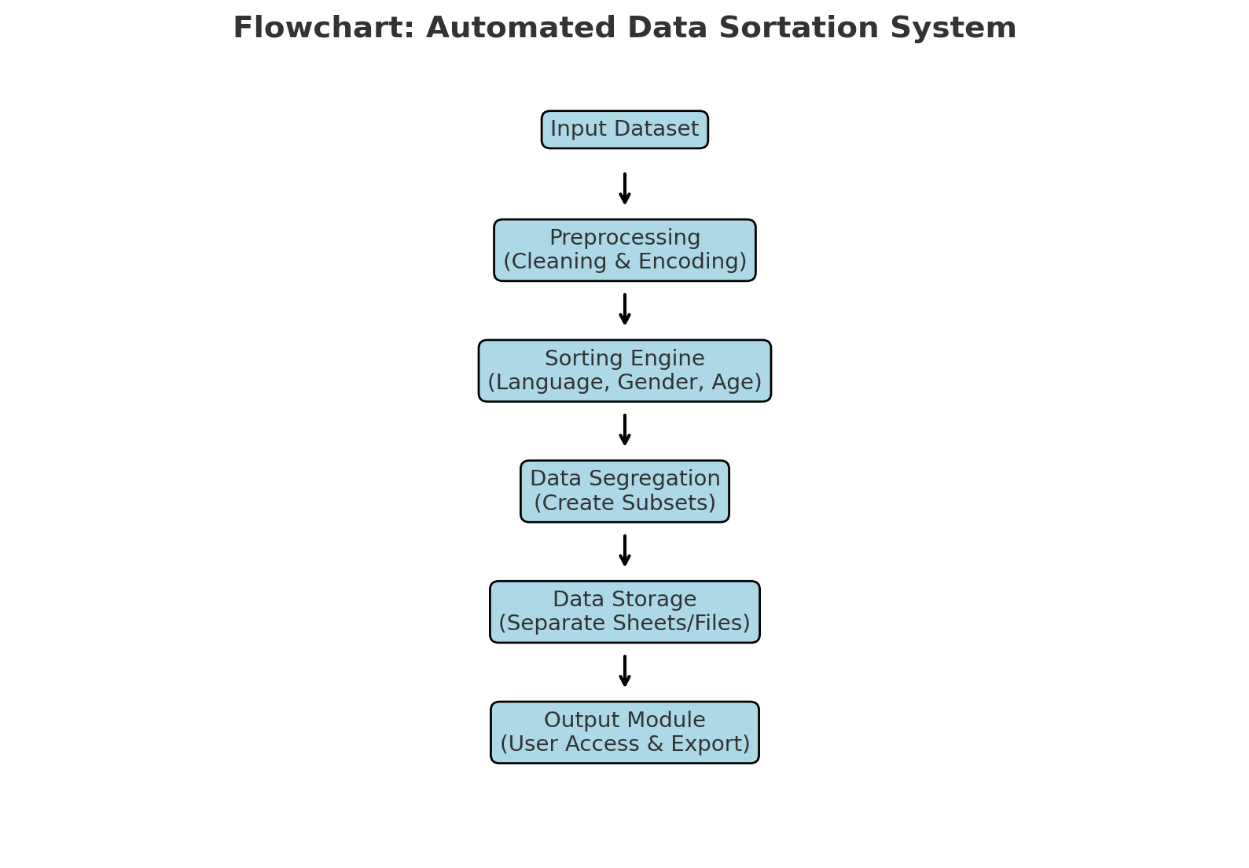 Flowchart: Automated Data Sortation System
Input Dataset
Preprocessing
(Cleaning & Encoding)
Sorting Engine
(Language, Gender, Age)
Data Segregation
(Create Subsets)
Data Storage
(Separate Sheets/Files)
Output Module
(User Access & Export)